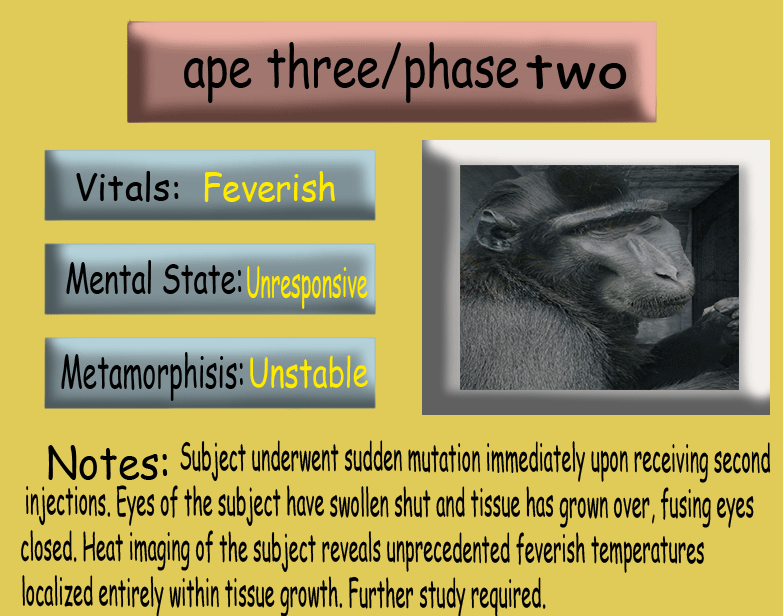 ape three/phase two
Vitals: Feverish
Mental State: Unresponsive
Metamorphisis: Unstable
Notes: Subject underwent sudden mutation immediately upon receiving second
injections. Eyes of the subject have swollen shut and tissue has grown over, fusing eyes
closed. Heat imaging of the subject reveals unprecedented feverish temperatures
localized entirely within tissue growth. Further study required.